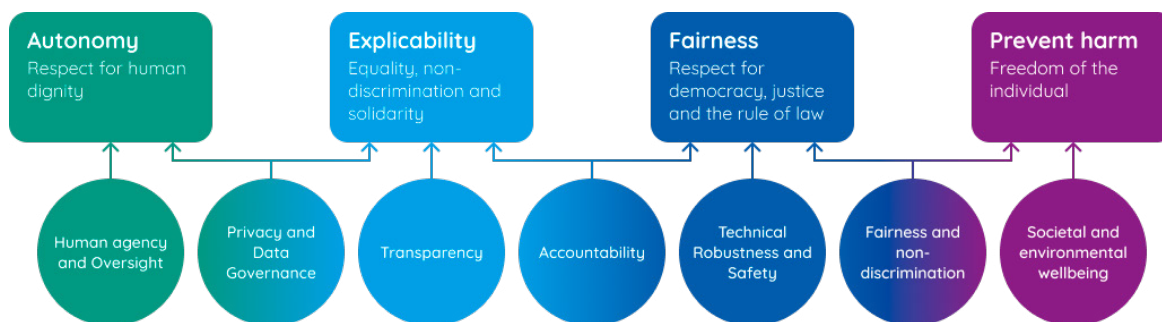 Autonomy
Respect for human
dignity
Explicability
Equality, non-
discrimination and
solidarity
Fairness
Respect for
democracy, justice
and the rule of law
Prevent harm
Freedom of the
individual
Human agency
and Oversight
Privacy and
Data
Governance
Transparency
Accountability
Technical
Robustness and
Safety
Fairness and
non-
discrimination
Societal and
environmental
wellbeing